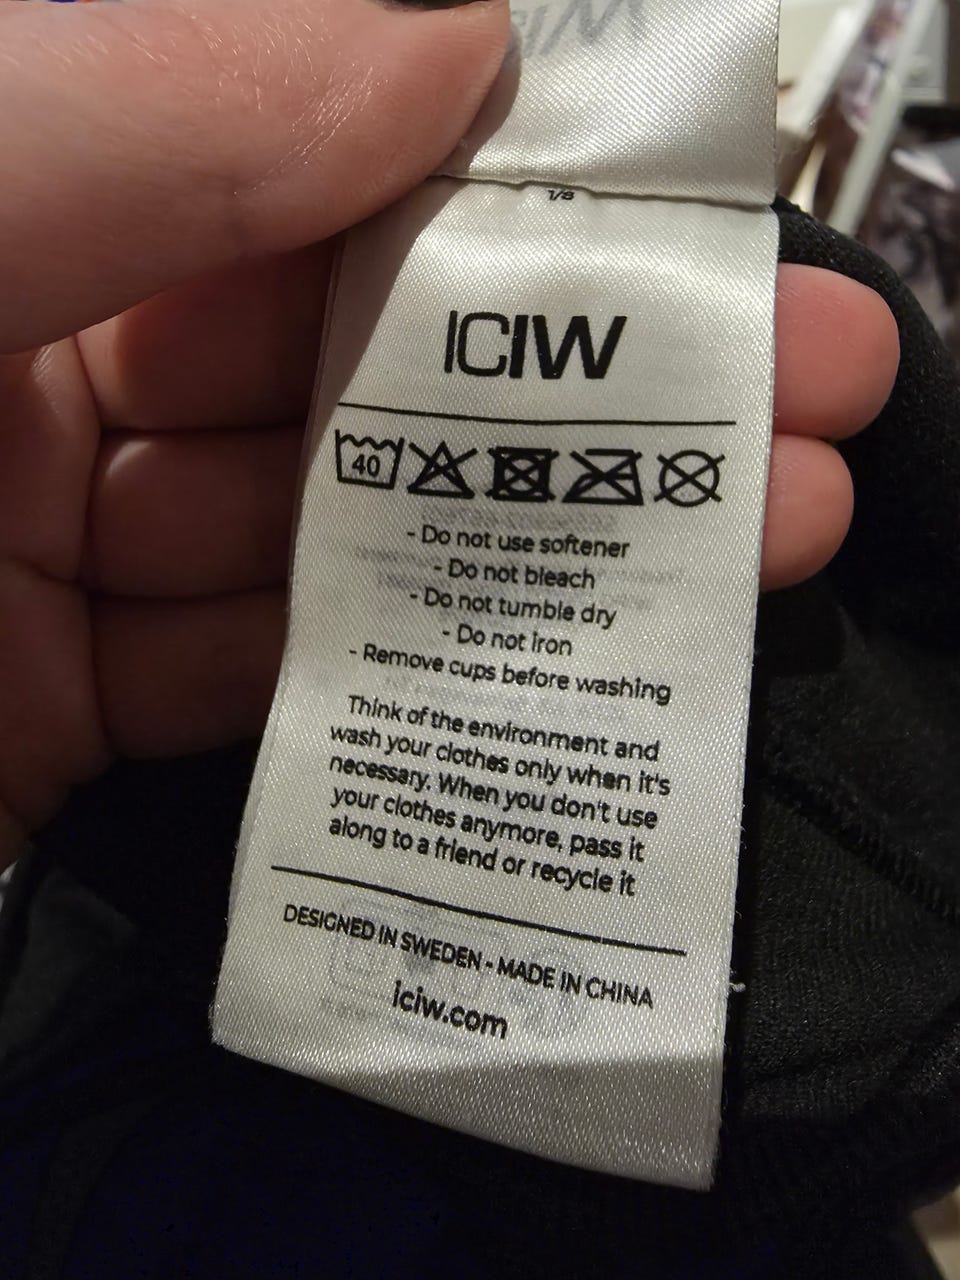 1/8
ICIW
40
- Do not use softener
- Do not bleach
- Do not tumble dry
- Do not iron
- Remove cups before washing
Think of the environment and
wash your clothes only when it's
necessary. When you don't use
your clothes anymore, pass it
along to a friend or recycle it
DESIGNED IN SWEDEN - MADE IN CHINA
iciw.com